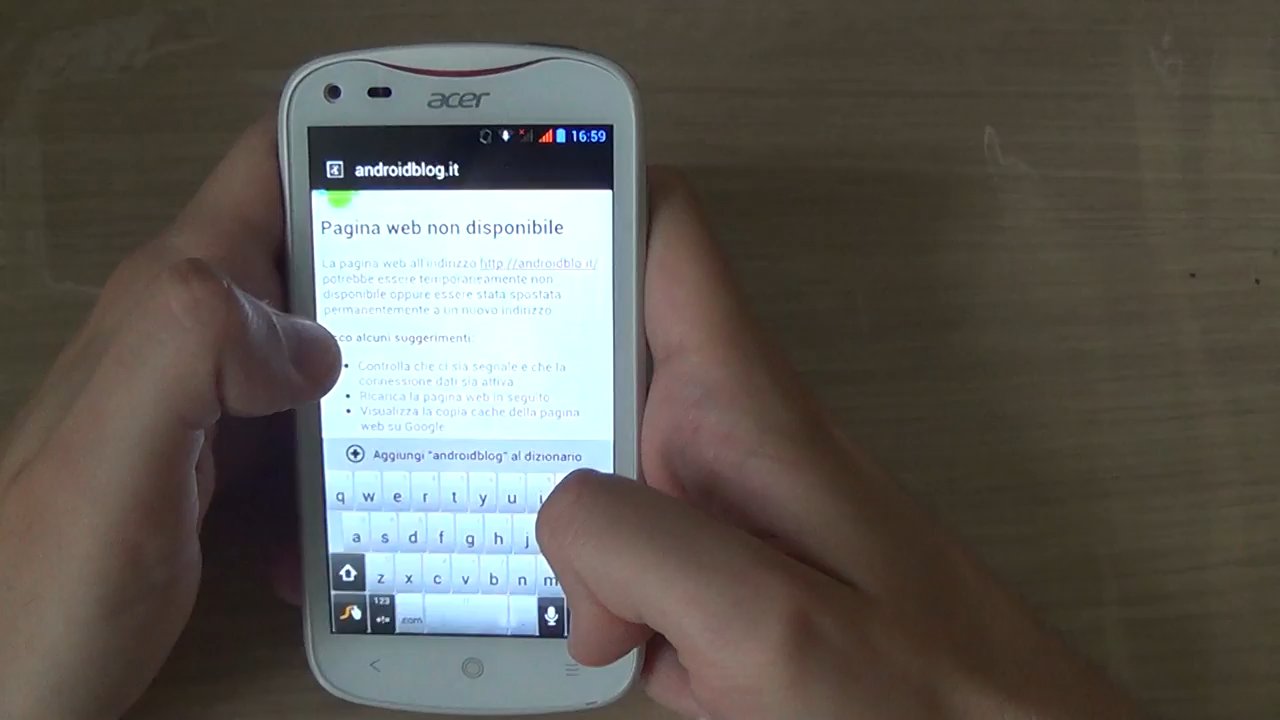 acer
16:59
androidblog.it
Pagina web non disponibile
La pagina web all'indirizzo http://androidblo.it/
potrebbe essere temporaneamente non
disponibile oppure essere stata spostata
permanentemente a un nuovo indirizzo.
cco alcuni suggerimenti:
• Controlla che ci sia segnale e che la
connessione dati sia attiva
• Ricarica la pagina web in seguito
• Visualizza la copia cache della pagina
web su Google
Aggiungi "androidblog" al dizionario
q w e r t y u i
a s d f g h j
z x c v b n m
123
.com